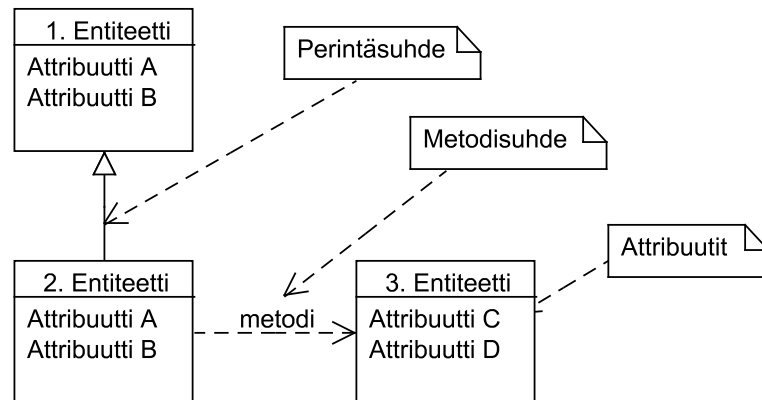 1. Entiteetti
Attribuutti A
Attribuutti B
Perintäsuhde
Metodisuhde
Attribuutit
2. Entiteetti
Attribuutti A
Attribuutti B
metodi
3. Entiteetti
Attribuutti C
Attribuutti D